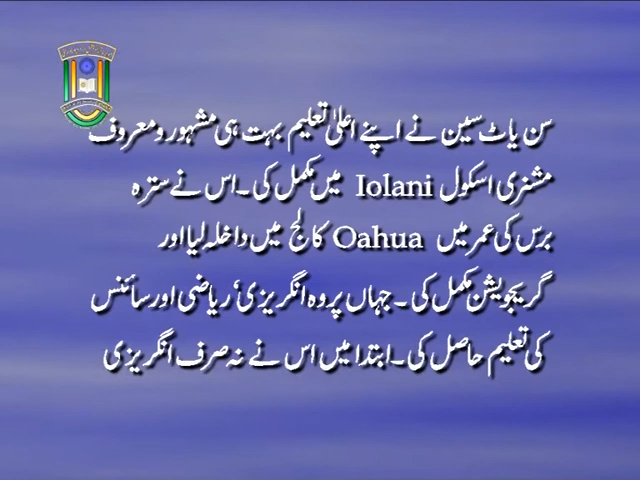 سن یاٹ سین نے اپنے اعلیٰ تعلیم بہت ہی مشہور و معروف
مشنری اسکول Iolani میں مکمل کی۔ اس نے سترہ
برس کی عمر میں Oahua کالج میں داخلہ لیا اور
گریجویشن مکمل کی۔ جہاں پر وہ انگریزی، ریاضی اور سائنس
کی تعلیم حاصل کی۔ ابتدا میں اس نے نہ صرف انگریزی